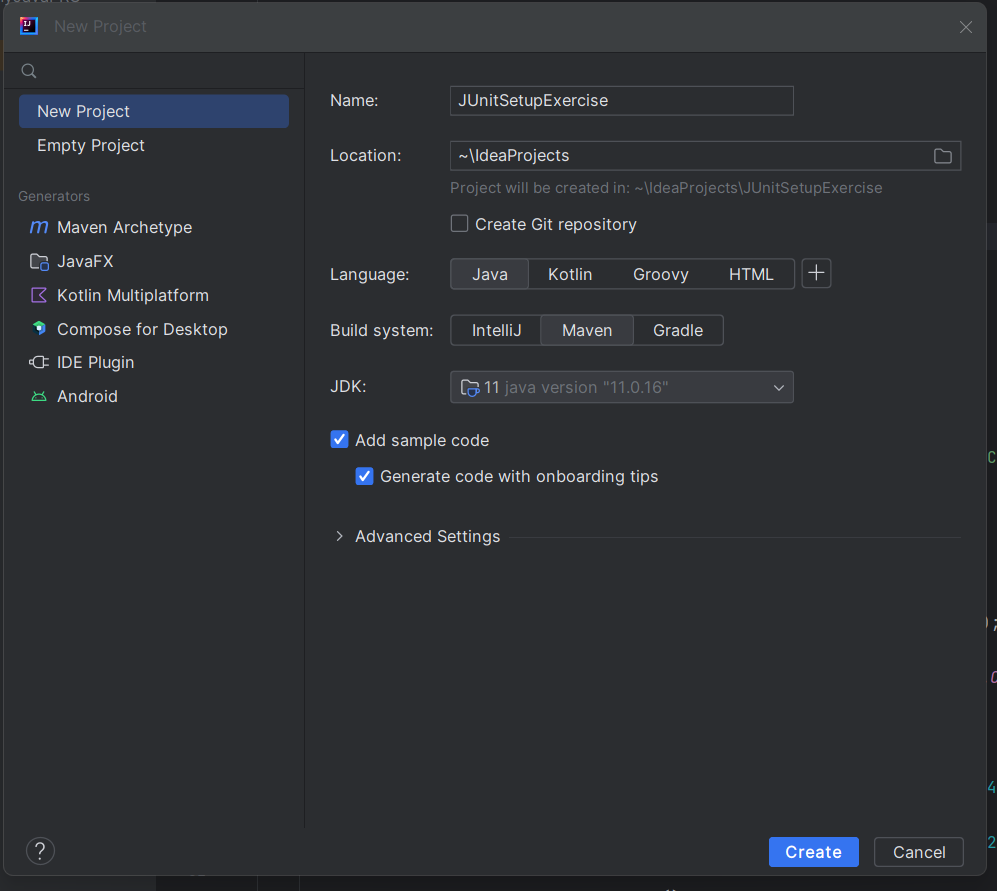 New Project
New Project
Empty Project
Generators
Maven Archetype
JavaFX
Kotlin Multiplatform
Compose for Desktop
IDE Plugin
Android
Name: JUnitSetupExercise
Location: ~\IdeaProjects
Project will be created in: ~\IdeaProjects\JUnitSetupExercise
Create Git repository
Language: Java Kotlin Groovy HTML
Build system: IntelliJ Maven Gradle
JDK: 11 java version "11.0.16"
Add sample code
Generate code with onboarding tips
Advanced Settings
? Create Cancel